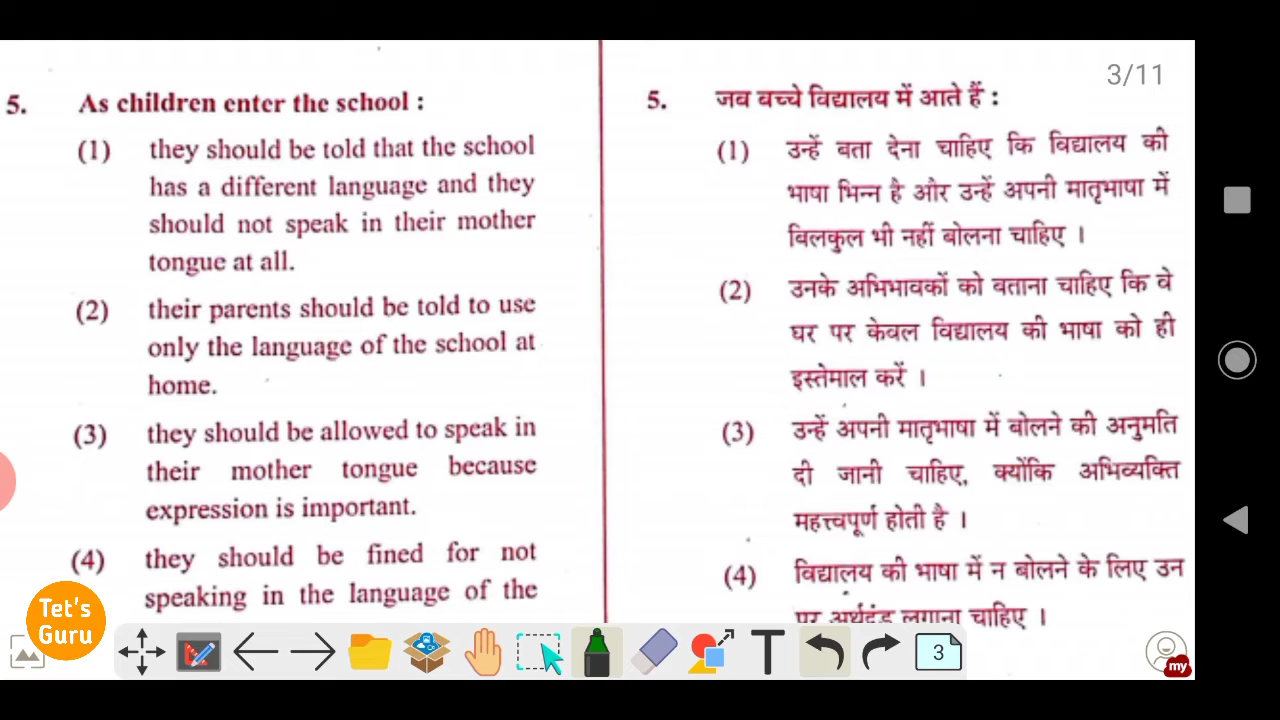 3/11
5. As children enter the school :
(1) they should be told that the school
has a different language and they
should not speak in their mother
tongue at all.
(2) their parents should be told to use
only the language of the school at
home.
(3) they should be allowed to speak in
their mother tongue because
expression is important.
(4) they should be fined for not
speaking in the language of the
5. जब बच्चे विद्यालय में आते हैं :
(1) उन्हें बता देना चाहिए कि विद्यालय की
भाषा भिन्न है और उन्हें अपनी मातृभाषा में
बिलकुल भी नहीं बोलना चाहिए ।
(2) उनके अभिभावकों को बताना चाहिए कि वे
घर पर केवल विद्यालय की भाषा को ही
इस्तेमाल करें ।
(3) उन्हें अपनी मातृभाषा में बोलने की अनुमति
दी जानी चाहिए, क्योंकि अभिव्यक्ति
महत्त्वपूर्ण होती है ।
(4) विद्यालय की भाषा में न बोलने के लिए उन
पर अर्थदंड लगाना चाहिए ।
Tet's
Guru
T
3
my